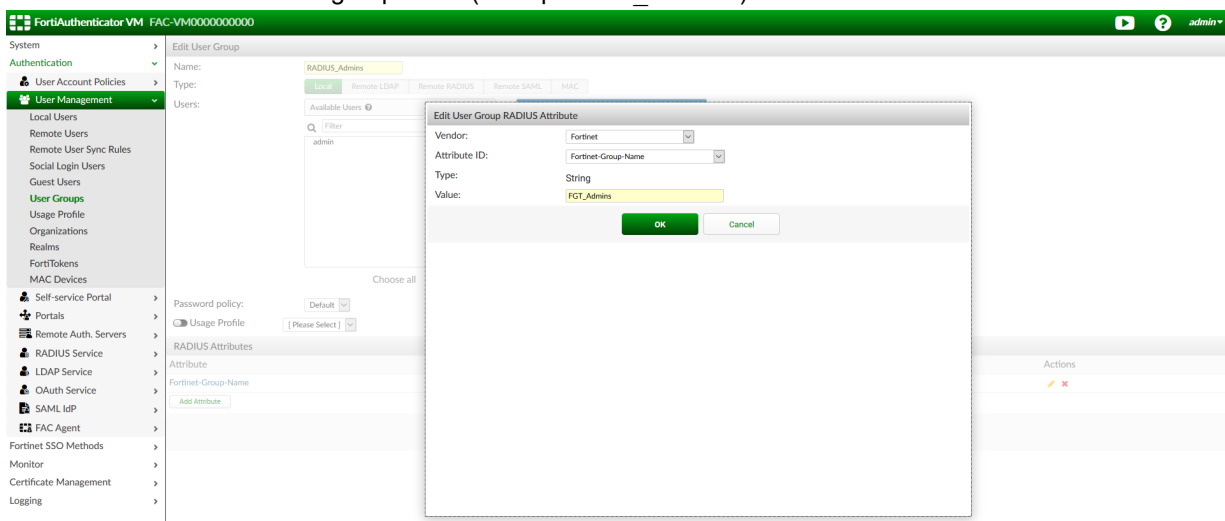 FortiAuthenticator VM FAC-VM0000000000
admin
System
Edit User Group
Authentication
Name:
RADIUS_Admins
User Account Policies
Type:
Local Remote LDAP Remote RADIUS Remote SAML MAC
User Management
Users:
Available Users
Local Users
Filter
Remote Users
admin
Remote User Sync Rules
Social Login Users
Guest Users
User Groups
Usage Profile
Organizations
Realms
FortiTokens
MAC Devices
Choose all
Edit User Group RADIUS Attribute
Vendor:
Fortinet
Attribute ID:
Fortinet-Group-Name
Type:
String
Value:
FGT_Admins
OK
Cancel
Self-service Portal
Password policy:
Default
Portals
Usage Profile
[ Please Select ]
Remote Auth. Servers
RADIUS Service
RADIUS Attributes
LDAP Service
Attribute
Actions
OAuth Service
Fortinet-Group-Name
SAML IdP
Add Attribute
FAC Agent
Fortinet SSO Methods
Monitor
Certificate Management
Logging